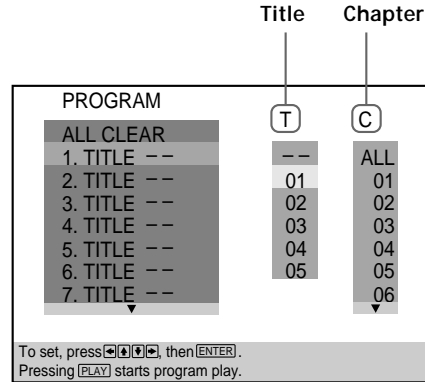 Title Chapter
PROGRAM
T C
ALL CLEAR
1. TITLE – – – – ALL
2. TITLE – – 01 01
3. TITLE – – 02 02
4. TITLE – – 03 03
5. TITLE – – 04 04
6. TITLE – – 05 05
7. TITLE – – 06
To set, press ←↑↓→, then ENTER.
Pressing PLAY starts program play.